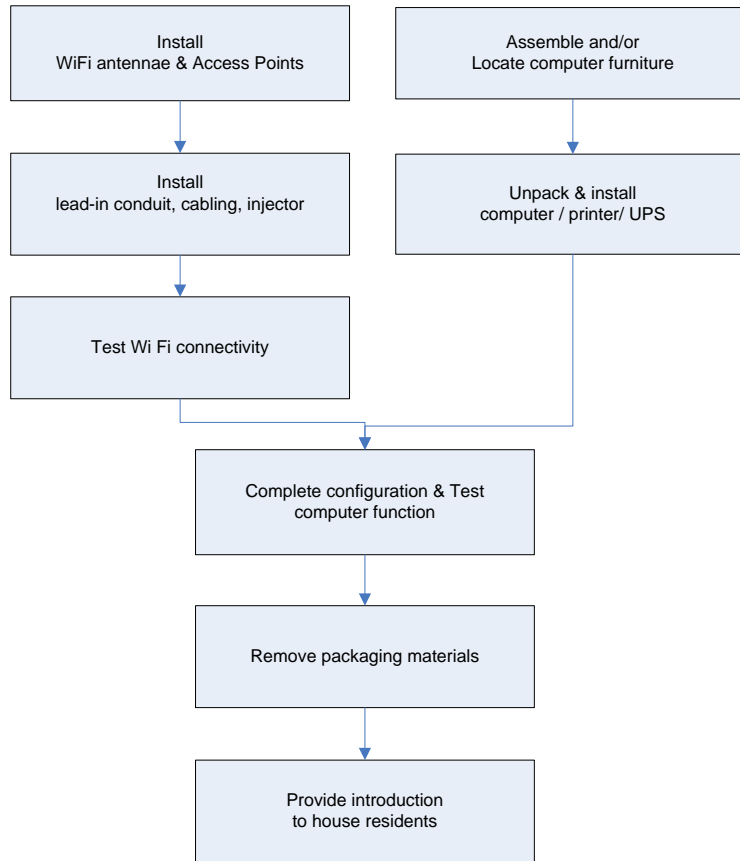 Install
WiFi antennae & Access Points
Assemble and/or
Locate computer furniture
Install
lead-in conduit, cabling, injector
Unpack & install
computer / printer/ UPS
Test Wi Fi connectivity
Complete configuration & Test
computer function
Remove packaging materials
Provide introduction
to house residents